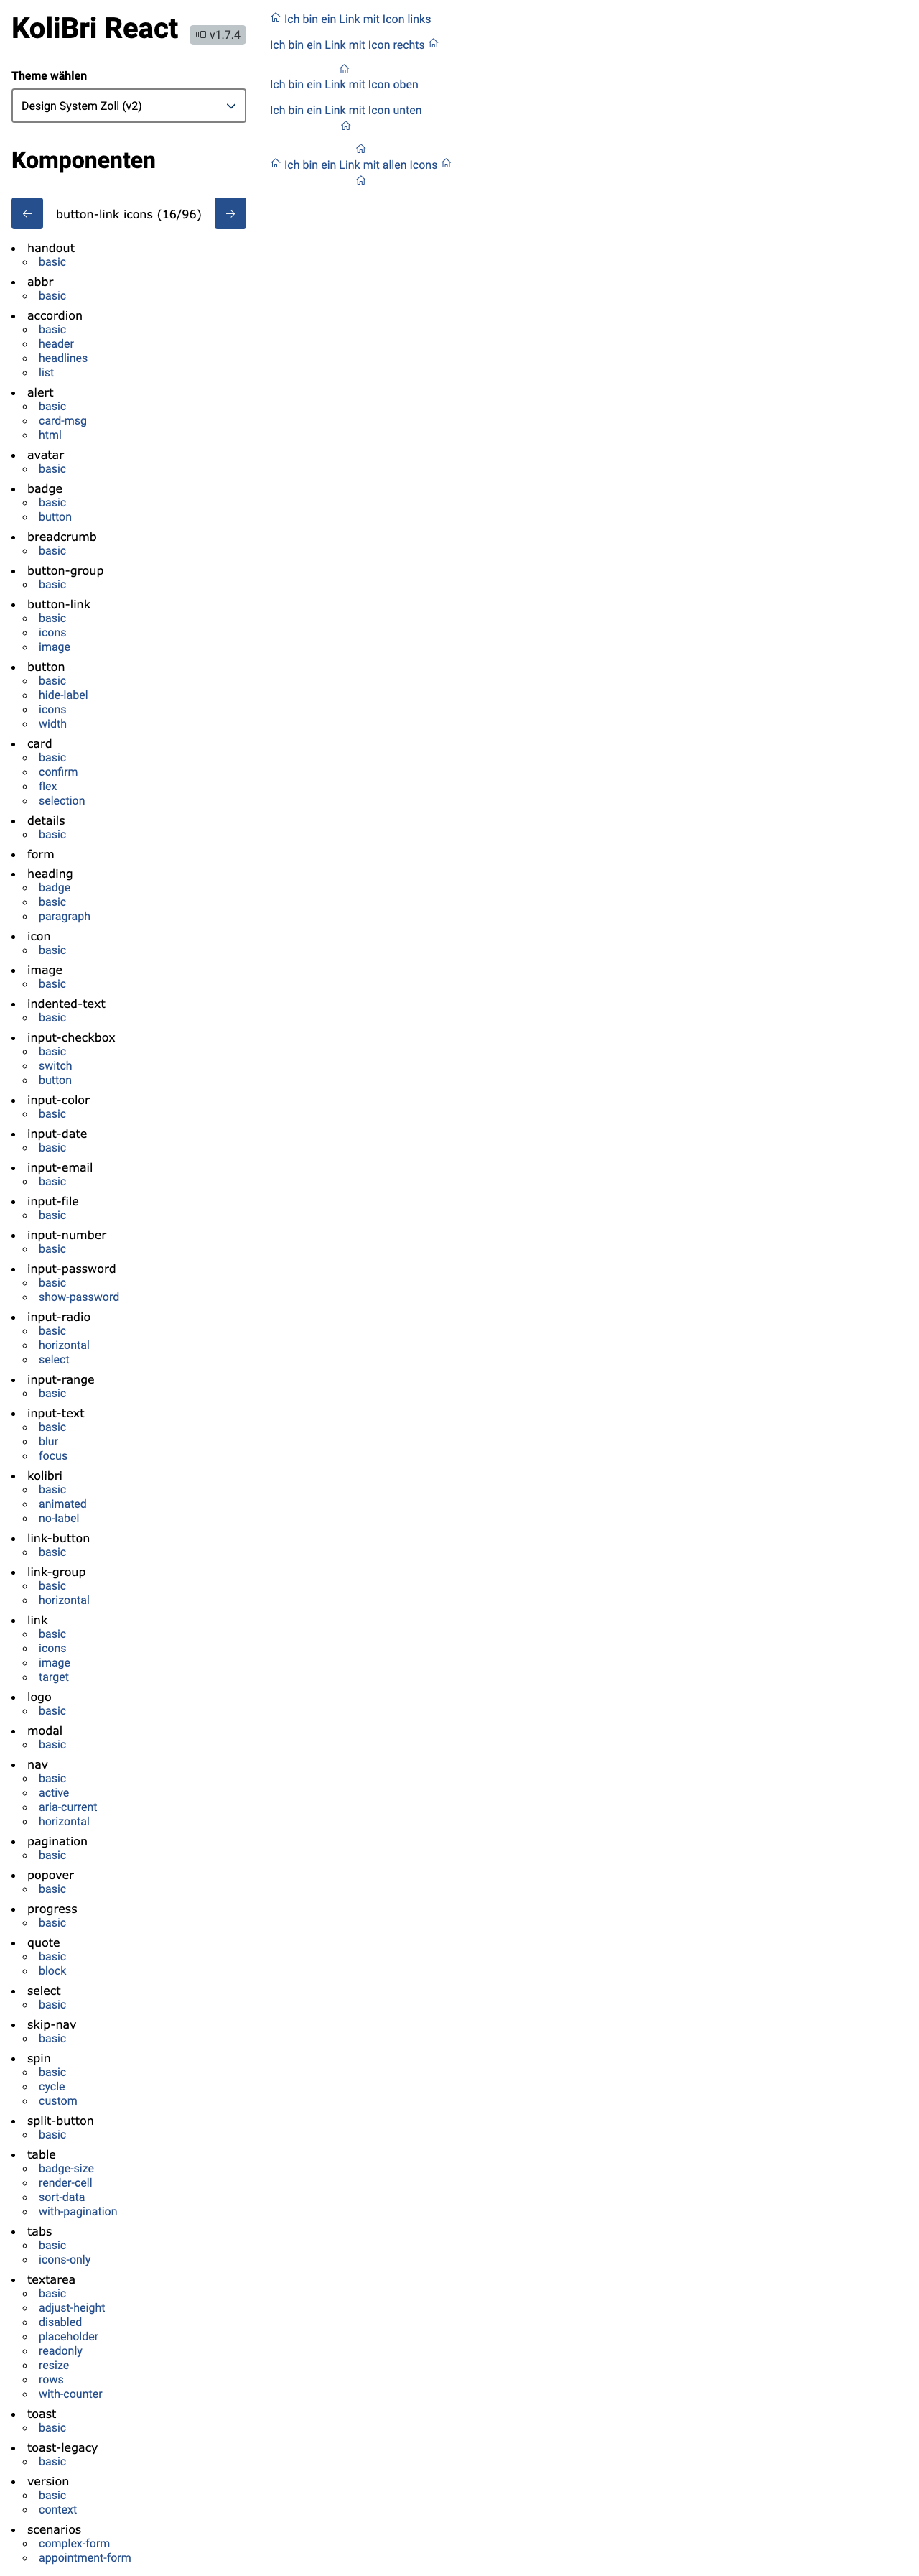 KoliBri React v1.7.4
Theme wählen
Design System Zoll (v2)
Komponenten
button-link icons (16/96)
handout
basic
abbr
basic
accordion
basic
header
headlines
list
alert
basic
card-msg
html
avatar
basic
badge
basic
button
breadcrumb
basic
button-group
basic
button-link
basic
icons
image
button
basic
hide-label
icons
width
card
basic
confirm
flex
selection
details
basic
form
heading
badge
basic
paragraph
icon
basic
image
basic
indented-text
basic
input-checkbox
basic
switch
button
input-color
basic
input-date
basic
input-email
basic
input-file
basic
input-number
basic
input-password
basic
show-password
input-radio
basic
horizontal
select
input-range
basic
input-text
basic
blur
focus
kolibri
basic
animated
no-label
link-button
basic
link-group
basic
horizontal
link
basic
icons
image
target
logo
basic
modal
basic
nav
basic
active
aria-current
horizontal
pagination
basic
popover
basic
progress
basic
quote
basic
block
select
basic
skip-nav
basic
spin
basic
cycle
custom
split-button
basic
table
badge-size
render-cell
sort-data
with-pagination
tabs
basic
icons-only
textarea
basic
adjust-height
disabled
placeholder
readonly
resize
rows
with-counter
toast
basic
toast-legacy
basic
version
basic
context
scenarios
complex-form
appointment-form
Ich bin ein Link mit Icon links
Ich bin ein Link mit Icon rechts
Ich bin ein Link mit Icon oben
Ich bin ein Link mit Icon unten
Ich bin ein Link mit allen Icons